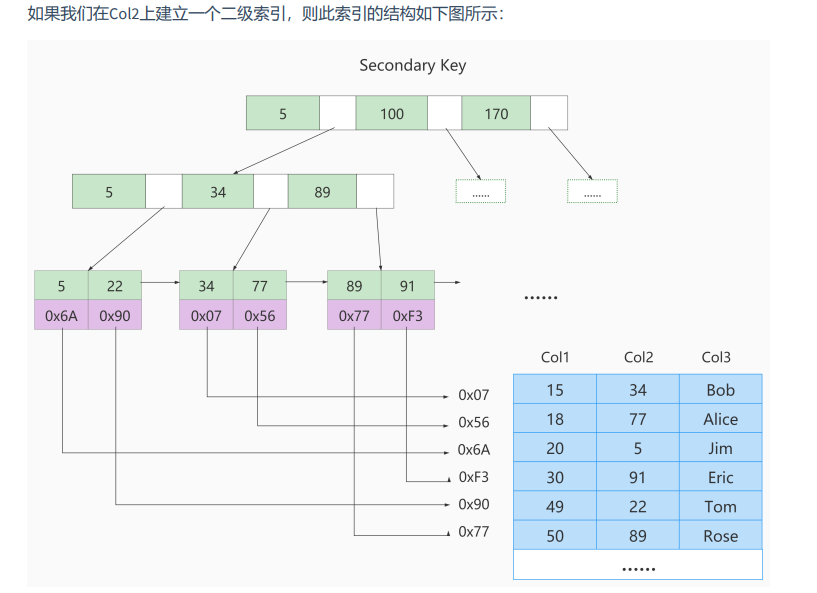 如果我们在Col2上建立一个二级索引，则此索引的结构如下图所示：
Secondary Key
5 100 170
5 34 89
...... ......
5 22 34 77 89 91
0x6A 0x90 0x07 0x56 0x77 0xF3
......
Col1 Col2 Col3
0x07 15 34 Bob
0x56 18 77 Alice
0x6A 20 5 Jim
0xF3 30 91 Eric
0x90 49 22 Tom
0x77 50 89 Rose
......